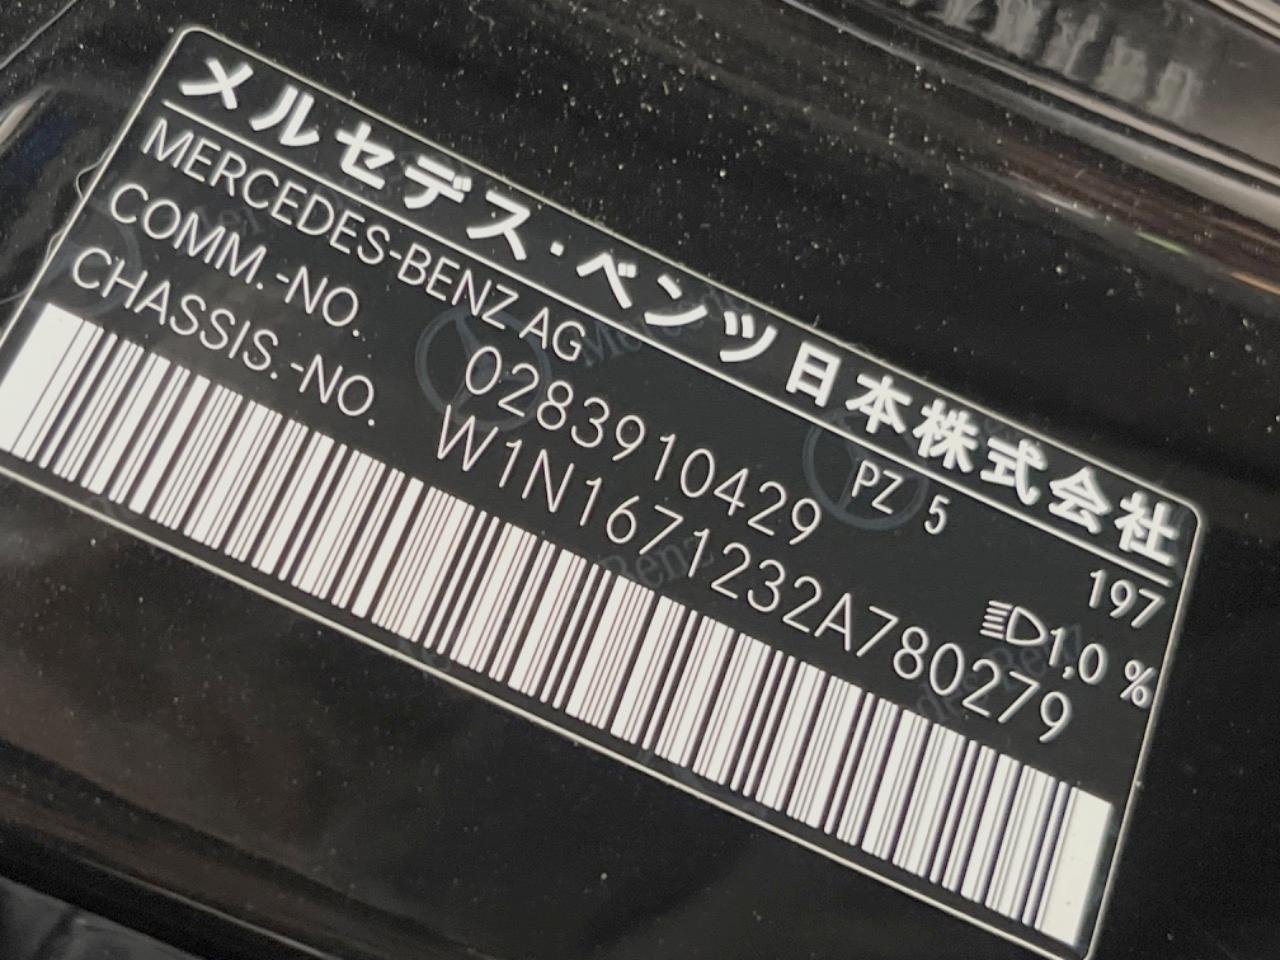 メルセデス・ベンツ日本株式会社
MERCEDES-BENZ AG PZ 5 197
COMM.-NO. 0283910429 1,0 %
CHASSIS.-NO. W1N1671232A780279